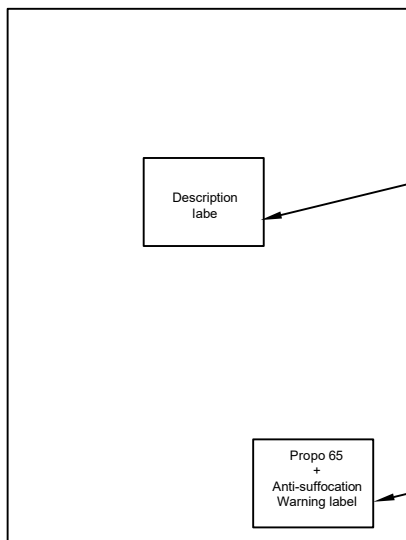 Description
labe
Propo 65
+
Anti-suffocation
Warning label